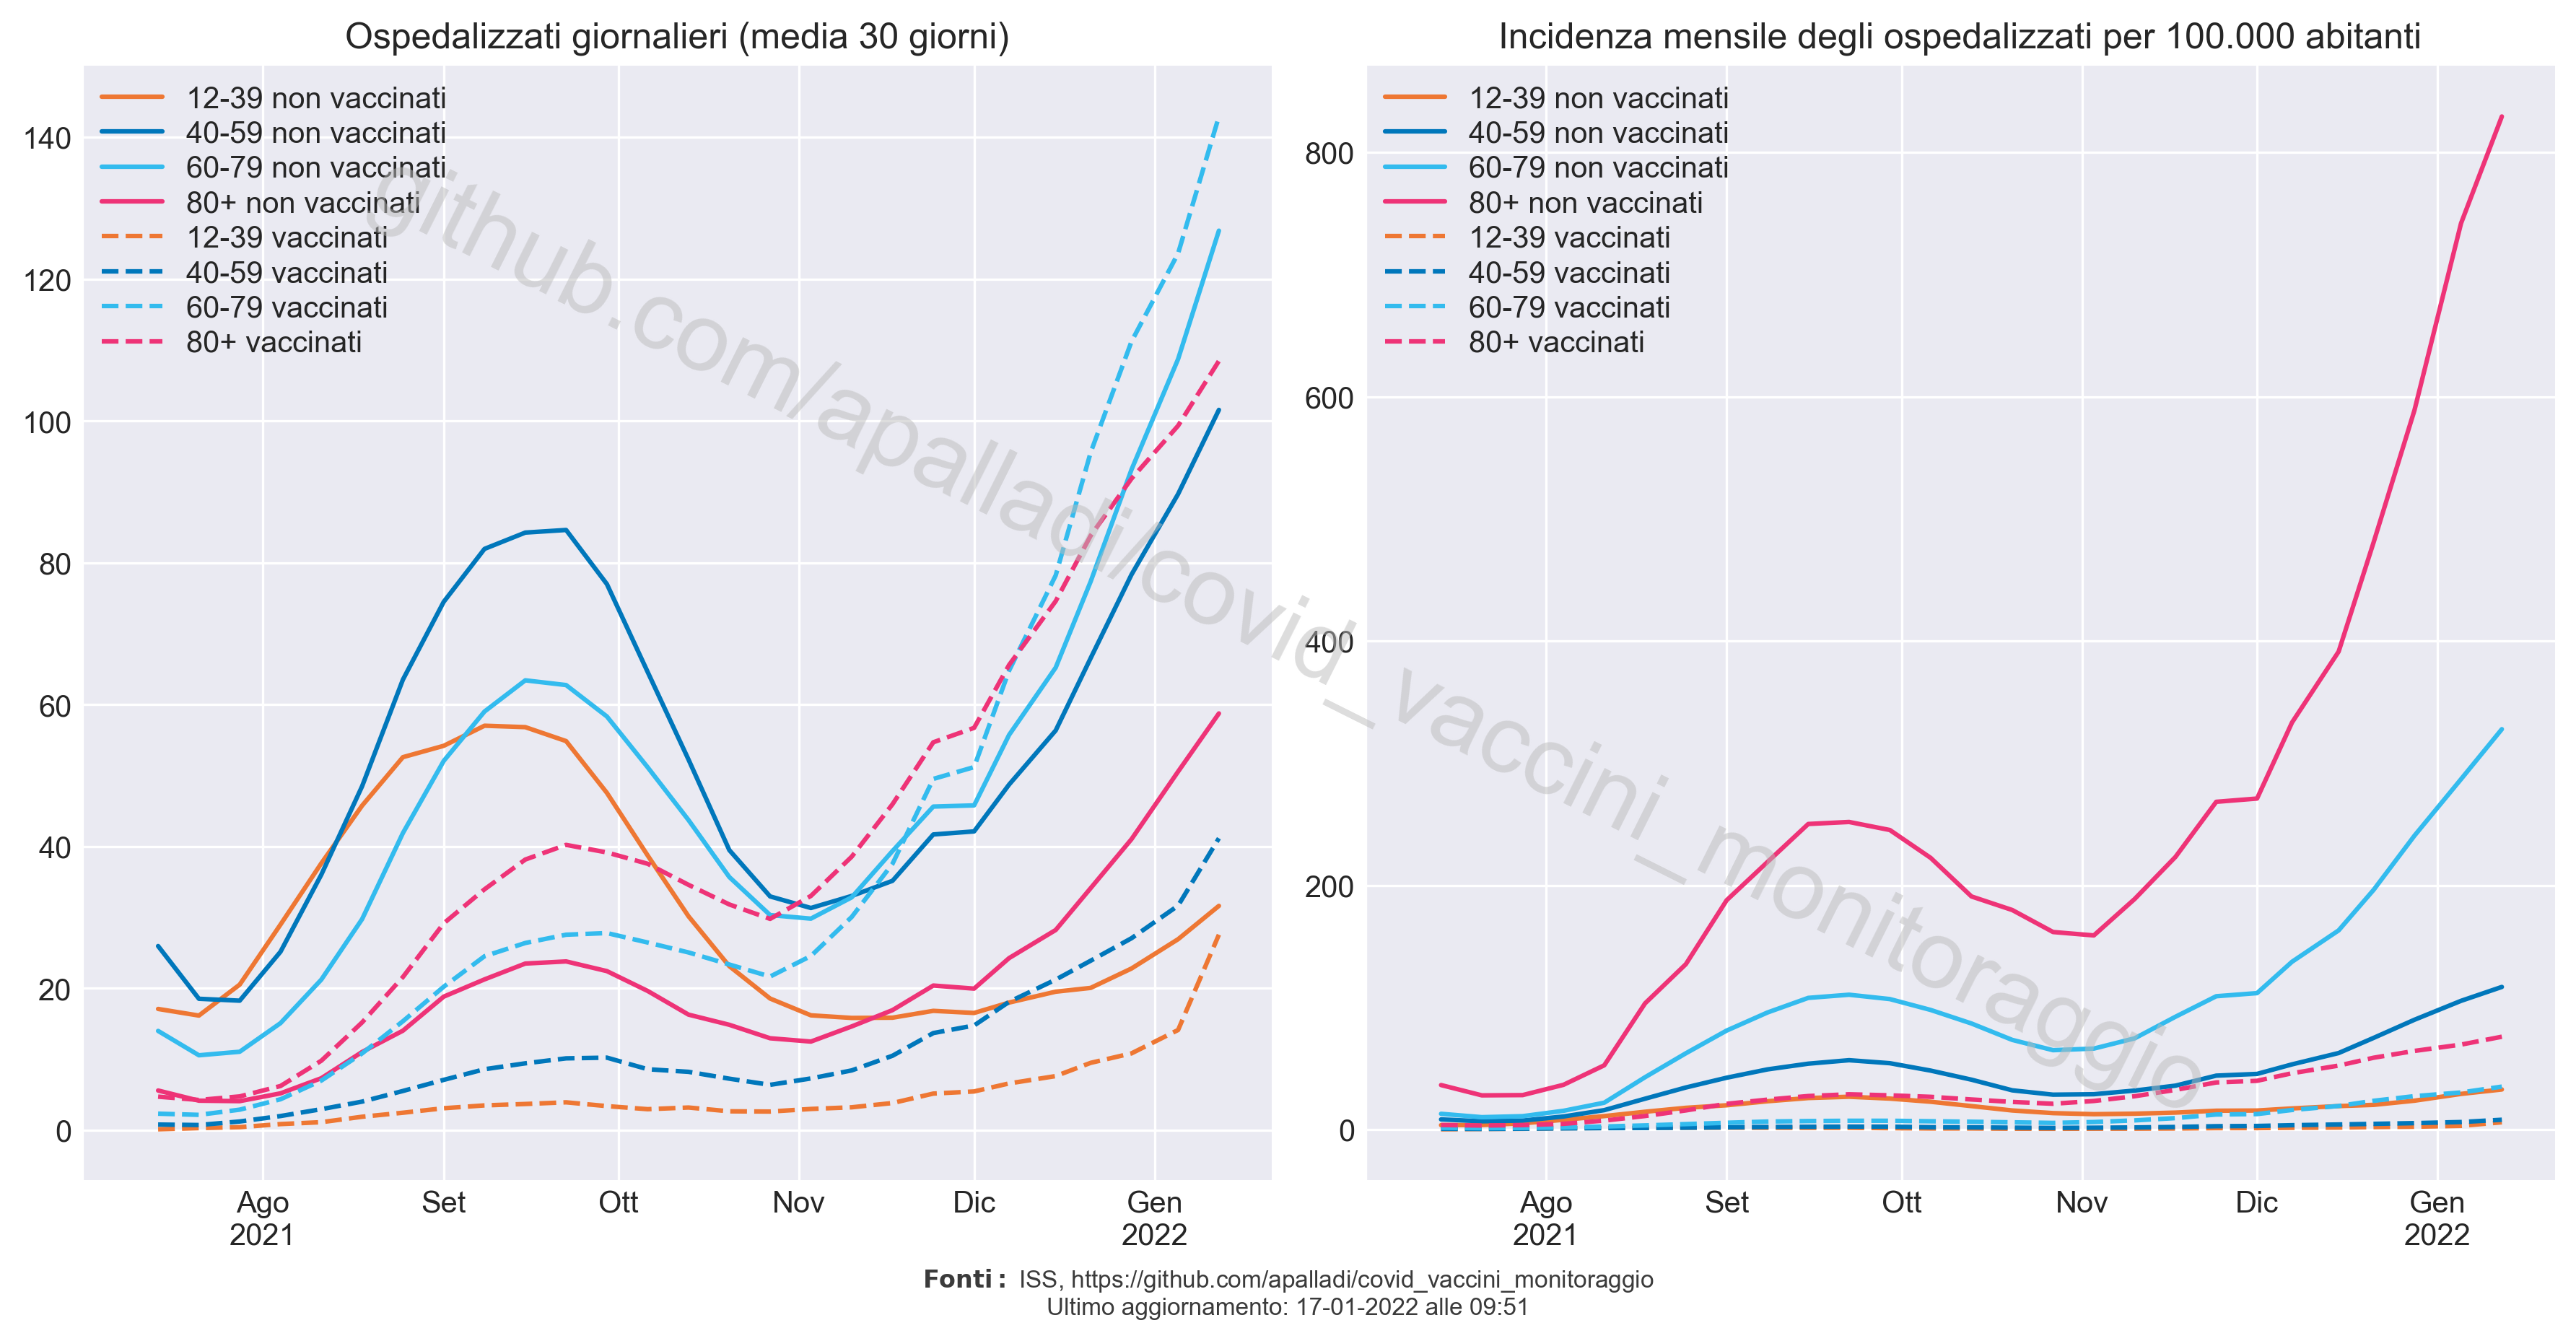 Ospedalizzati giornalieri (media 30 giorni)
12-39 non vaccinati
40-59 non vaccinati
60-79 non vaccinati
80+ non vaccinati
12-39 vaccinati
40-59 vaccinati
60-79 vaccinati
80+ vaccinati
140
120
100
80
60
40
20
0
Ago
2021
Set
Ott
Nov
Dic
Gen
2022
Incidenza mensile degli ospedalizzati per 100.000 abitanti
12-39 non vaccinati
40-59 non vaccinati
60-79 non vaccinati
80+ non vaccinati
12-39 vaccinati
40-59 vaccinati
60-79 vaccinati
80+ vaccinati
800
600
400
200
0
Ago
2021
Set
Ott
Nov
Dic
Gen
2022
github.com/apalladi/covid_vaccini_monitoraggio
Fonti: ISS, https://github.com/apalladi/covid_vaccini_monitoraggio
Ultimo aggiornamento: 17-01-2022 alle 09:51